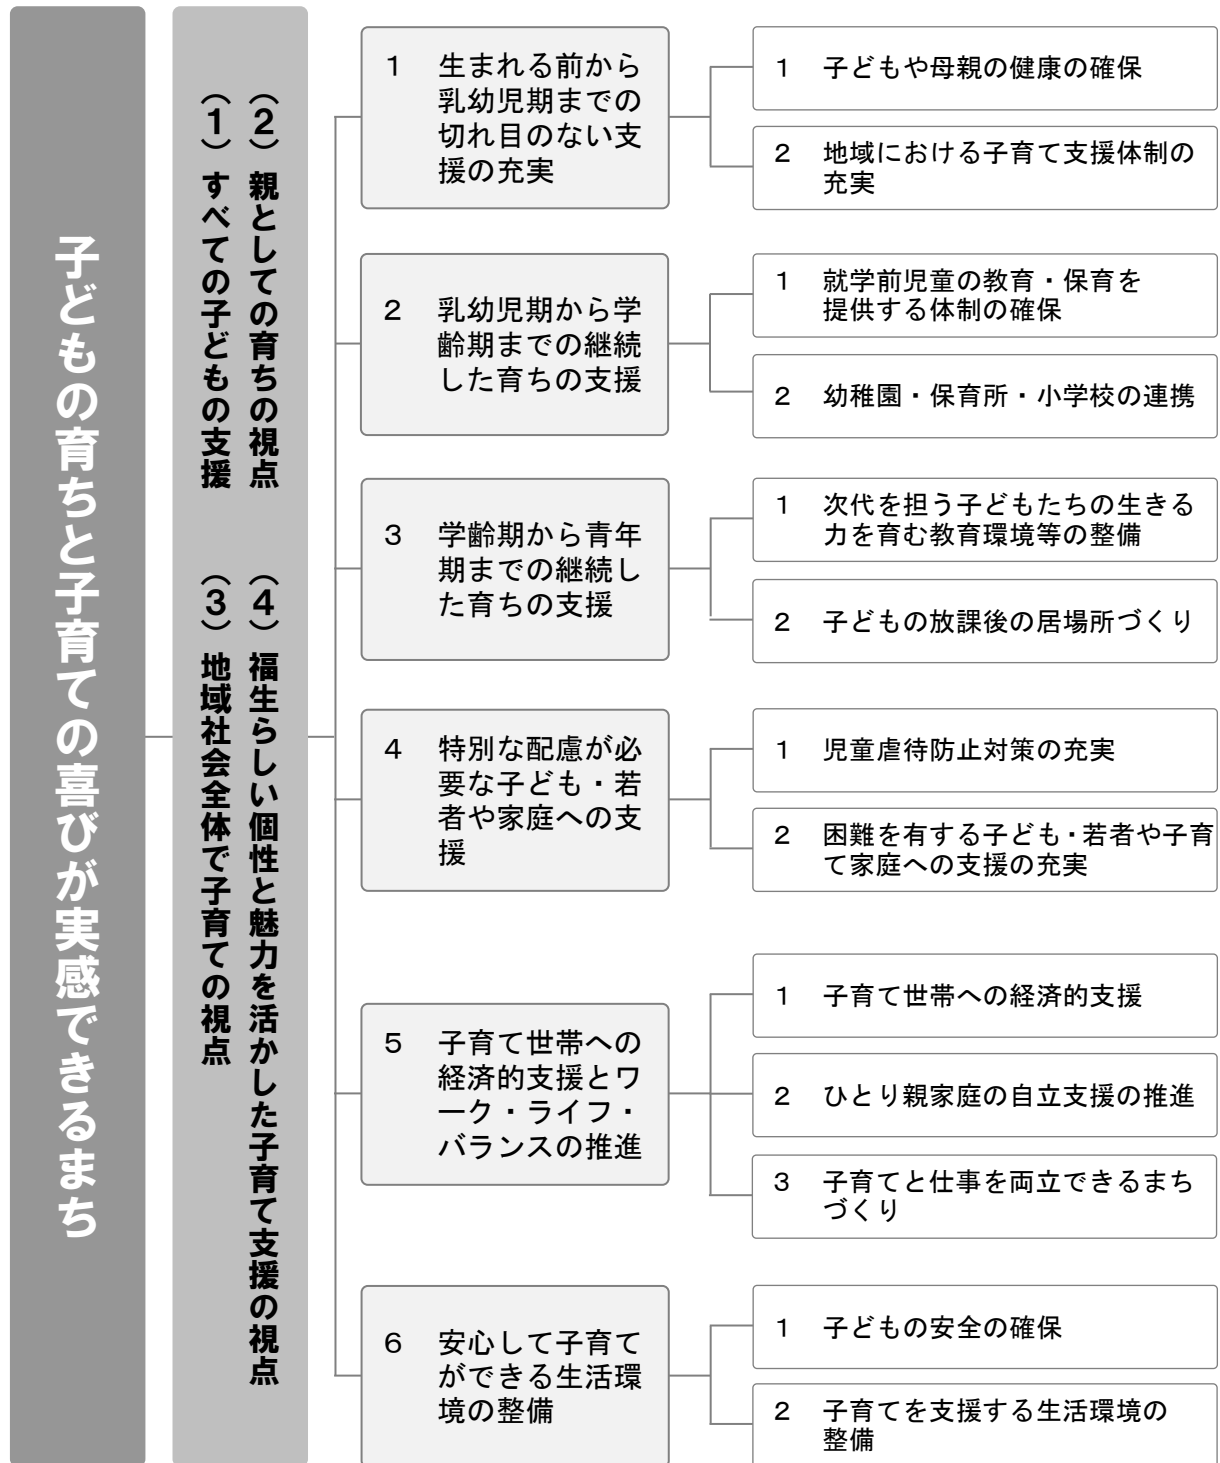 子どもの育ちと子育ての喜びが実感できるまち
（2）親としての育ちの視点
（1）すべての子どもの支援
（4）福生らしい個性と魅力を活かした子育て支援の視点
（3）地域社会全体で子育ての視点
1 生まれる前から
乳幼児期までの
切れ目のない支
援の充実
1 子どもや母親の健康の確保
2 地域における子育て支援体制の
充実
2 乳幼児期から学
齢期までの継続
した育ちの支援
1 就学前児童の教育・保育を
提供する体制の確保
2 幼稚園・保育所・小学校の連携
3 学齢期から青年
期までの継続し
た育ちの支援
1 次代を担う子どもたちの生きる
力を育む教育環境等の整備
2 子どもの放課後の居場所づくり
4 特別な配慮が必
要な子ども・若
者や家庭への支
援
1 児童虐待防止対策の充実
2 困難を有する子ども・若者や子育
て家庭への支援の充実
5 子育て世帯への
経済的支援とワ
ーク・ライフ・
バランスの推進
1 子育て世帯への経済的支援
2 ひとり親家庭の自立支援の推進
3 子育てと仕事を両立できるまち
づくり
6 安心して子育て
ができる生活環
境の整備
1 子どもの安全の確保
2 子育てを支援する生活環境の
整備